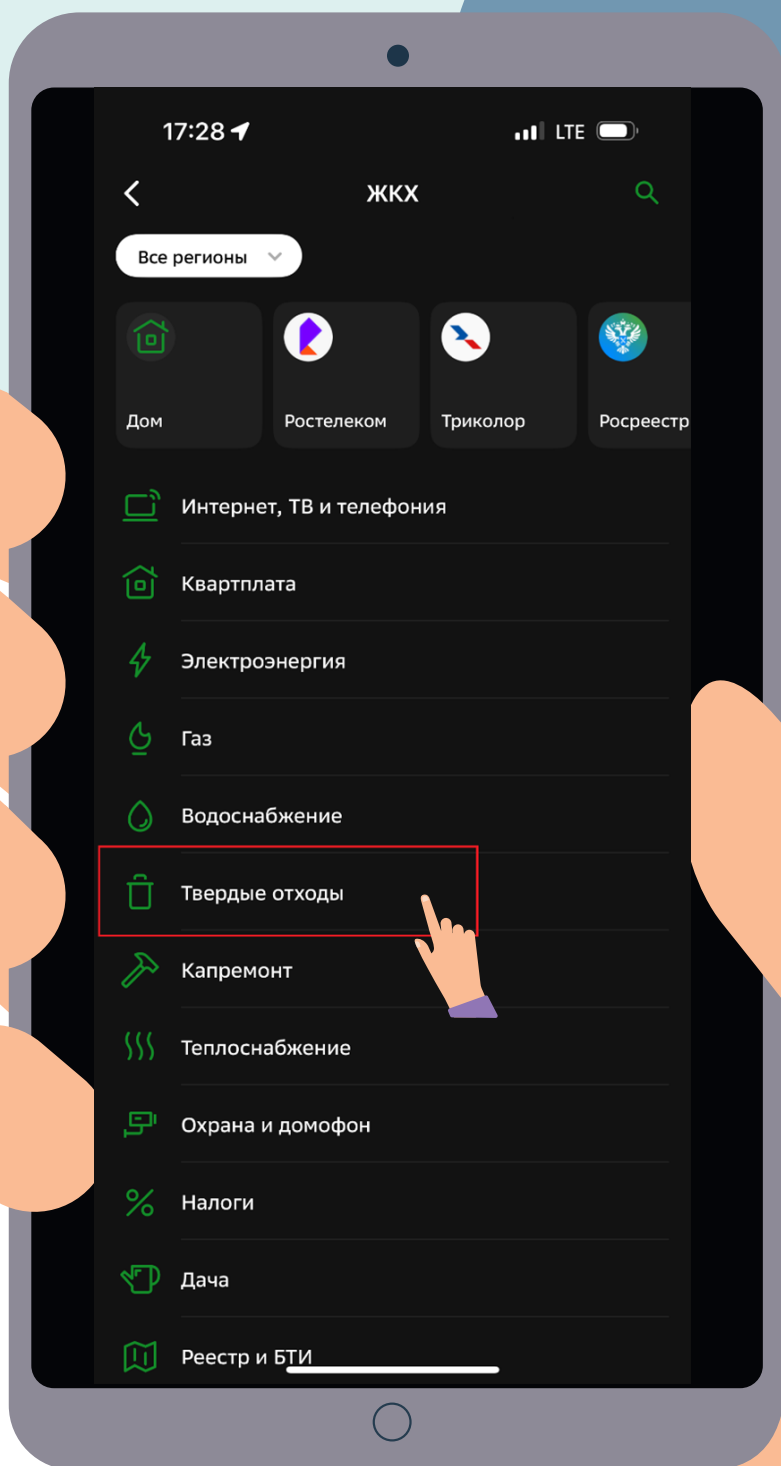 17:28
LTE
ЖКХ
Все регионы
Дом
Ростелеком
Триколор
Росреестр
Интернет, ТВ и телефония
Квартплата
Электроэнергия
Газ
Водоснабжение
Твердые отходы
Капремонт
Теплоснабжение
Охрана и домофон
Налоги
Дача
Реестр и БТИ